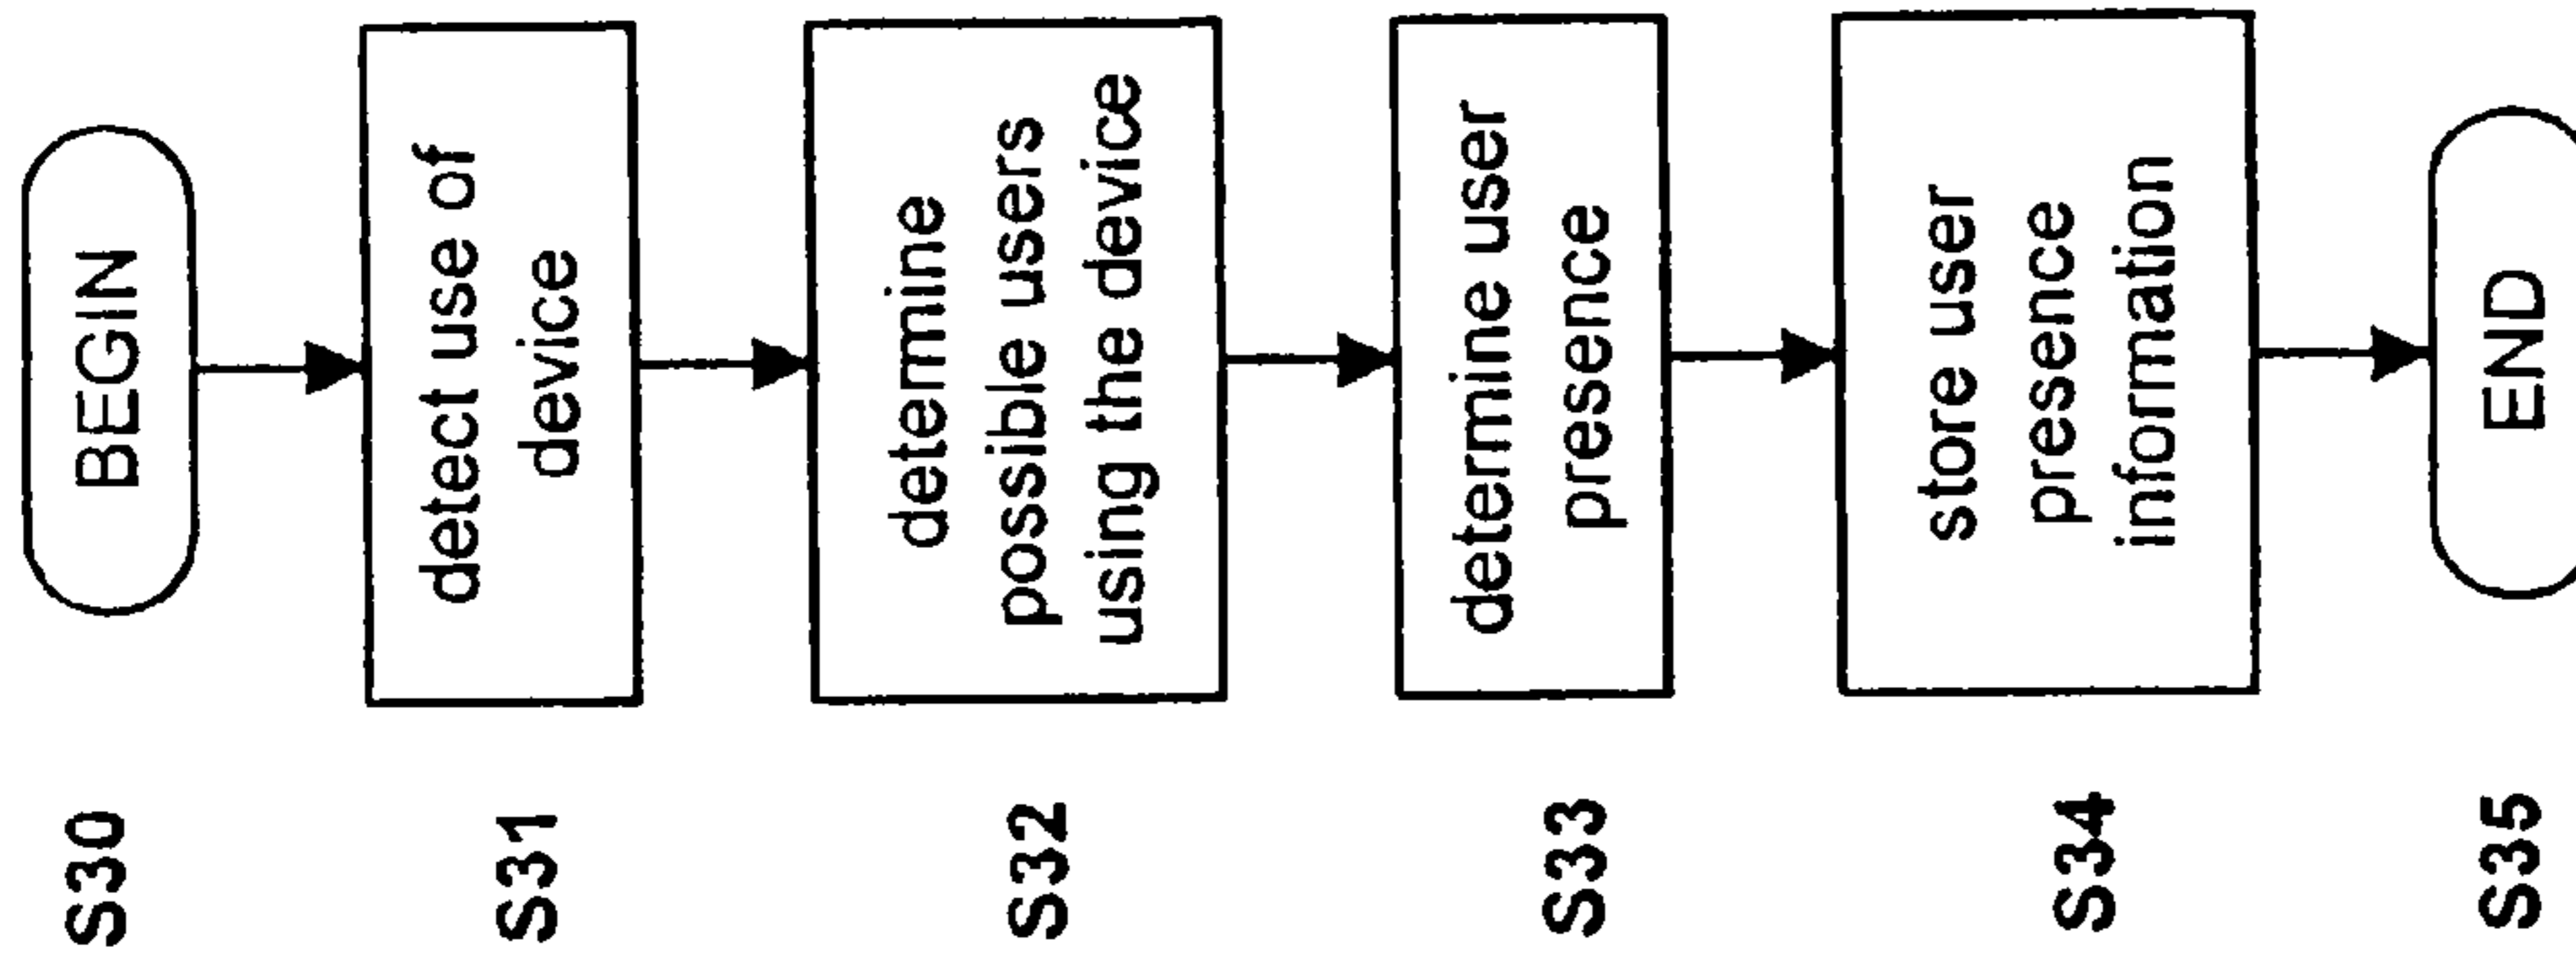 S30
BEGIN
S31
detect use of
device
S32
determine
possible users
using the device
S33
determine user
presence
S34
store user
presence
information
S35
END